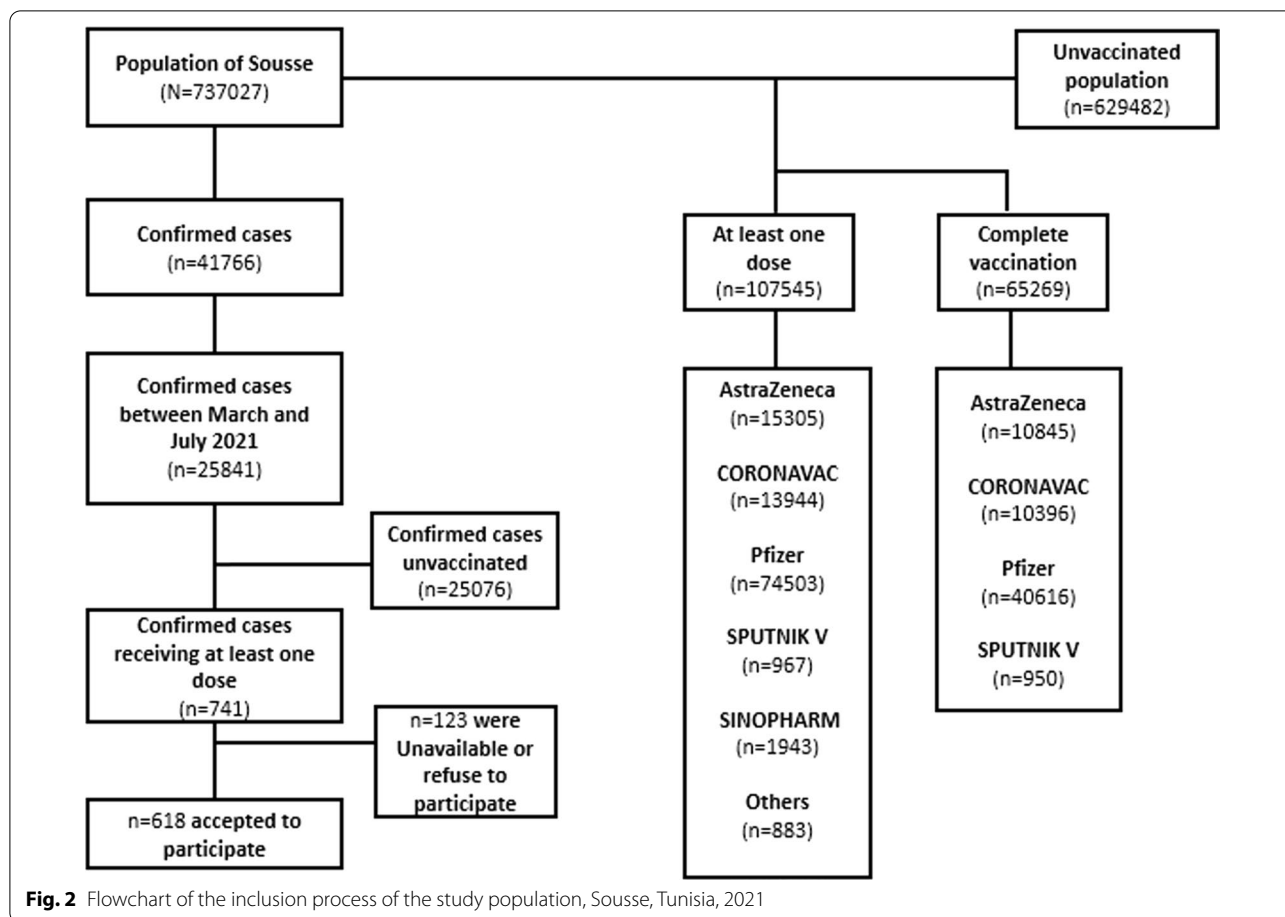 Population of Sousse
(N=737027)
Unvaccinated
population
(n=629482)
Confirmed cases
(n=41766)
At least one
dose
(n=107545)
Complete
vaccination
(n=65269)
Confirmed cases
between March and
July 2021
(n=25841)
Confirmed cases
unvaccinated
(n=25076)
Confirmed cases
receiving at least one
dose
(n=741)
n=123 were
Unavailable or
refuse to
participate
n=618 accepted to
participate
AstraZeneca
(n=15305)
CORONAVAC
(n=13944)
Pfizer
(n=74503)
SPUTNIK V
(n=967)
SINOPHARM
(n=1943)
Others
(n=883)
AstraZeneca
(n=10845)
CORONAVAC
(n=10396)
Pfizer
(n=40616)
SPUTNIK V
(n=950)
Fig. 2 Flowchart of the inclusion process of the study population, Sousse, Tunisia, 2021